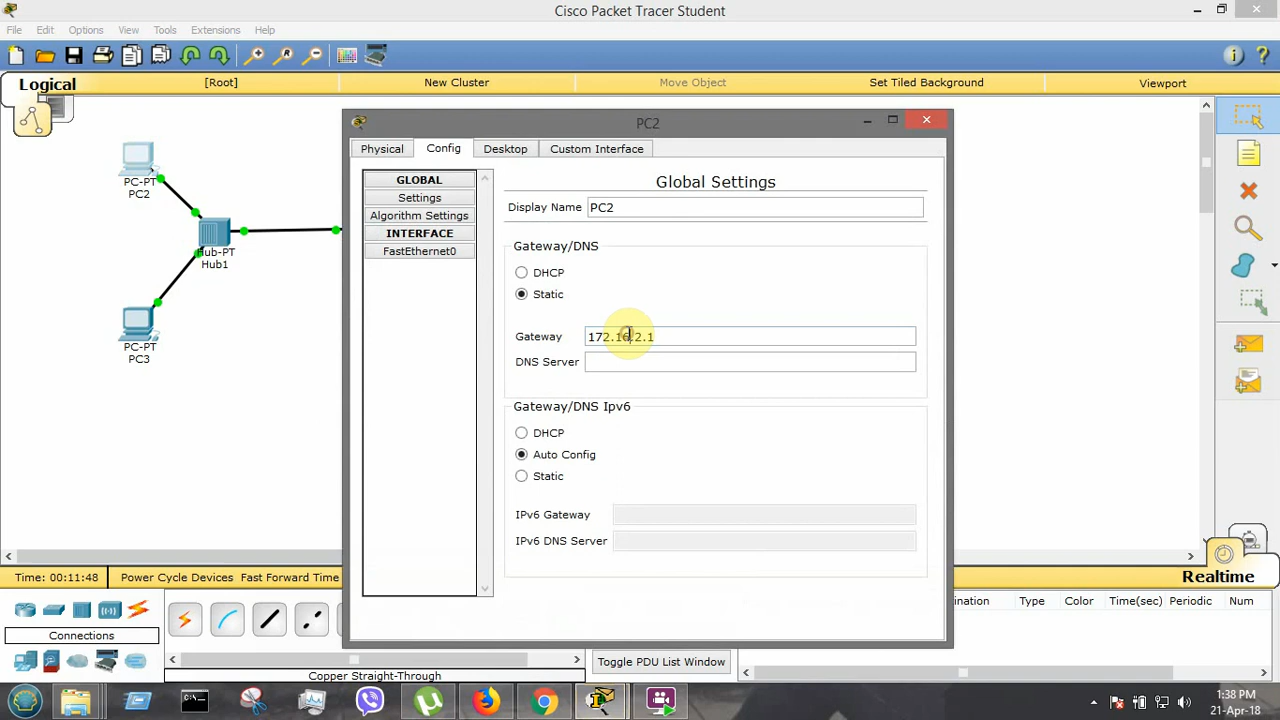 Cisco Packet Tracer Student
File Edit Options View Tools Extensions Help
Logical [Root] New Cluster Move Object Set Tiled Background Viewport
PC-PT
PC2
Hub-PT
Hub1
PC-PT
PC3
PC2
Physical Config Desktop Custom Interface
GLOBAL
Settings
Algorithm Settings
INTERFACE
FastEthernet0
Global Settings
Display Name PC2
Gateway/DNS
DHCP
Static
Gateway 172.16.2.1
DNS Server
Gateway/DNS Ipv6
DHCP
Auto Config
Static
IPv6 Gateway
IPv6 DNS Server
Time: 00:11:48 Power Cycle Devices Fast Forward Time
Realtime
Connections
Copper Straight-Through
Toggle PDU List Window
ination Type Color Time(sec) Periodic Num
1:38 PM
21-Apr-18